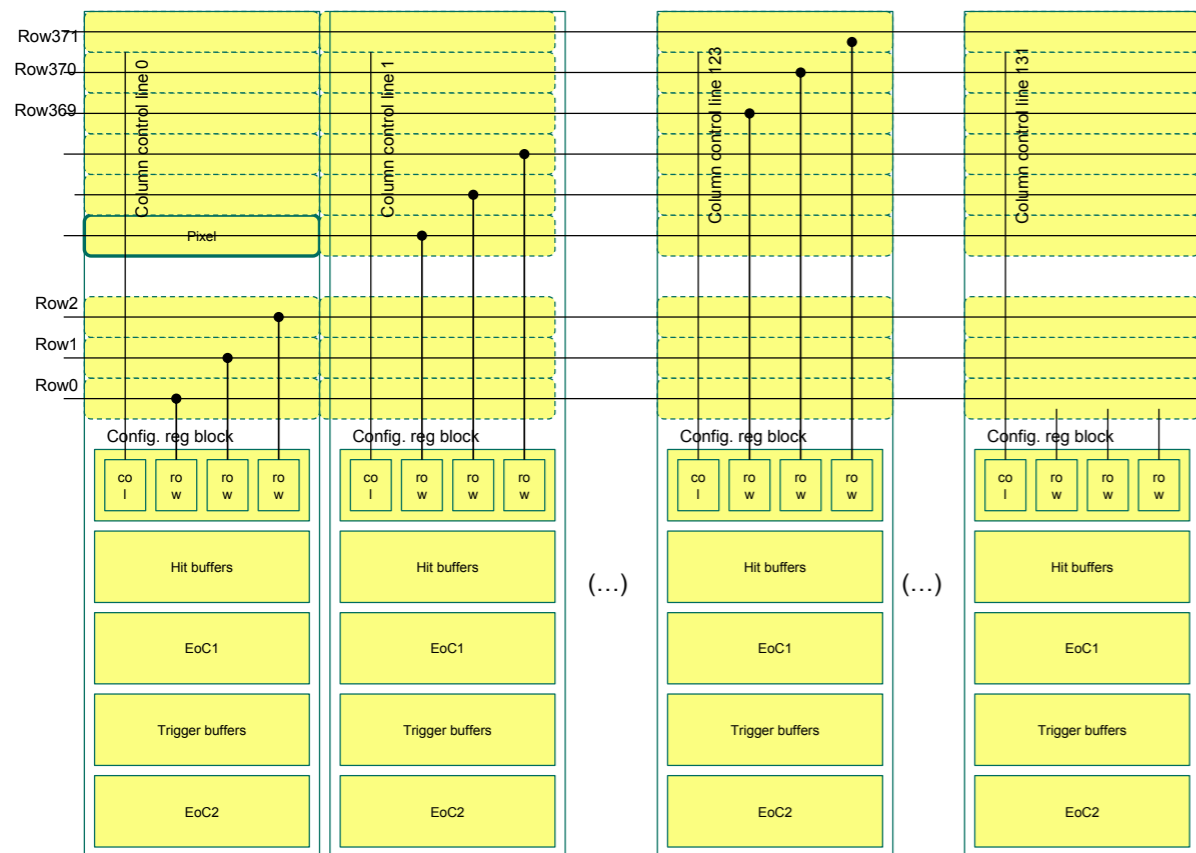 Row371
Row370
Row369
Column control line 0
Column control line 1
Column control line 123
Column control line 131
Pixel
Row2
Row1
Row0
Config. reg block
Config. reg block
Config. reg block
Config. reg block
co
l
ro
w
ro
w
ro
w
co
l
ro
w
ro
w
ro
w
co
l
ro
w
ro
w
ro
w
co
l
ro
w
ro
w
ro
w
Hit buffers
Hit buffers
(...)
Hit buffers
(...)
Hit buffers
EoC1
EoC1
EoC1
EoC1
Trigger buffers
Trigger buffers
Trigger buffers
Trigger buffers
EoC2
EoC2
EoC2
EoC2